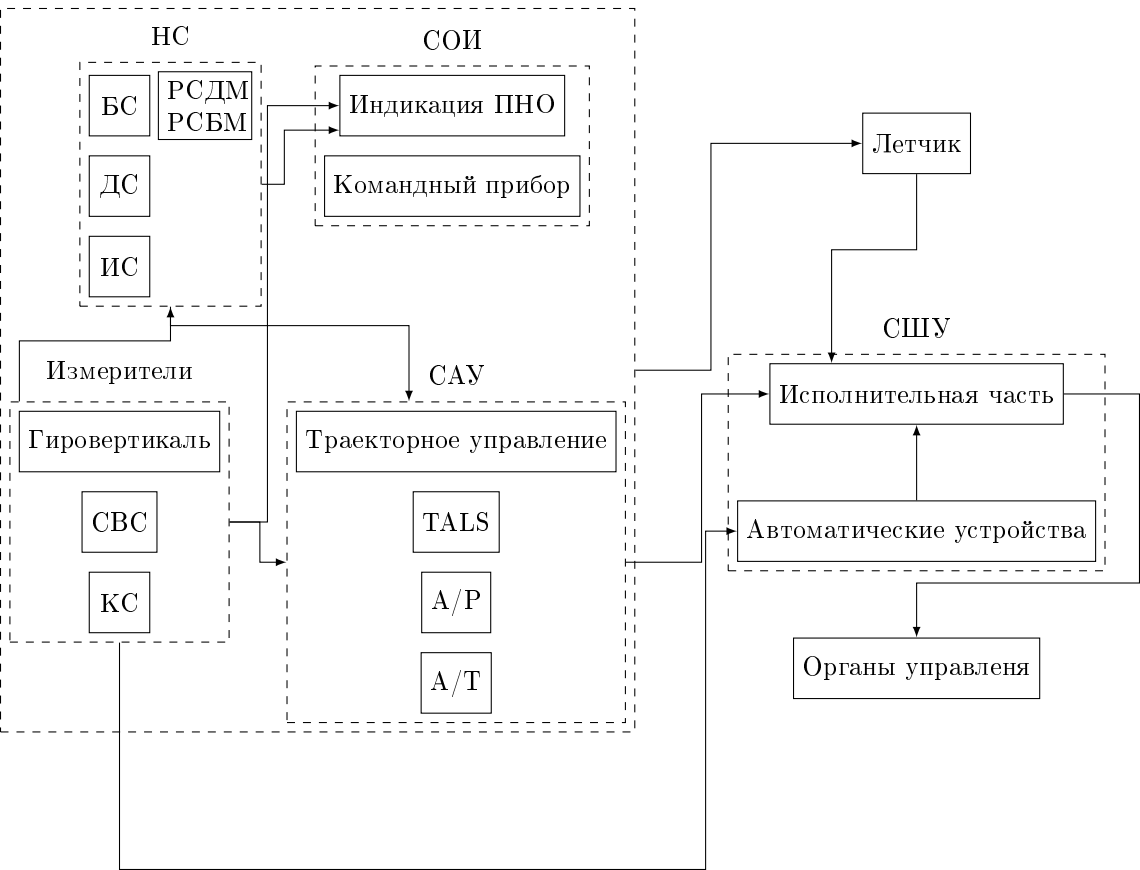 НС
СОИ
БС
РСДМ
РСБМ
Индикация ПНО
ДС
Командный прибор
ИС
Летчик
Измерители
САУ
СШУ
Гировертикаль
Траекторное управление
Исполнительная часть
СВС
TALS
Автоматические устройства
КС
А/Р
А/Т
Органы управленя